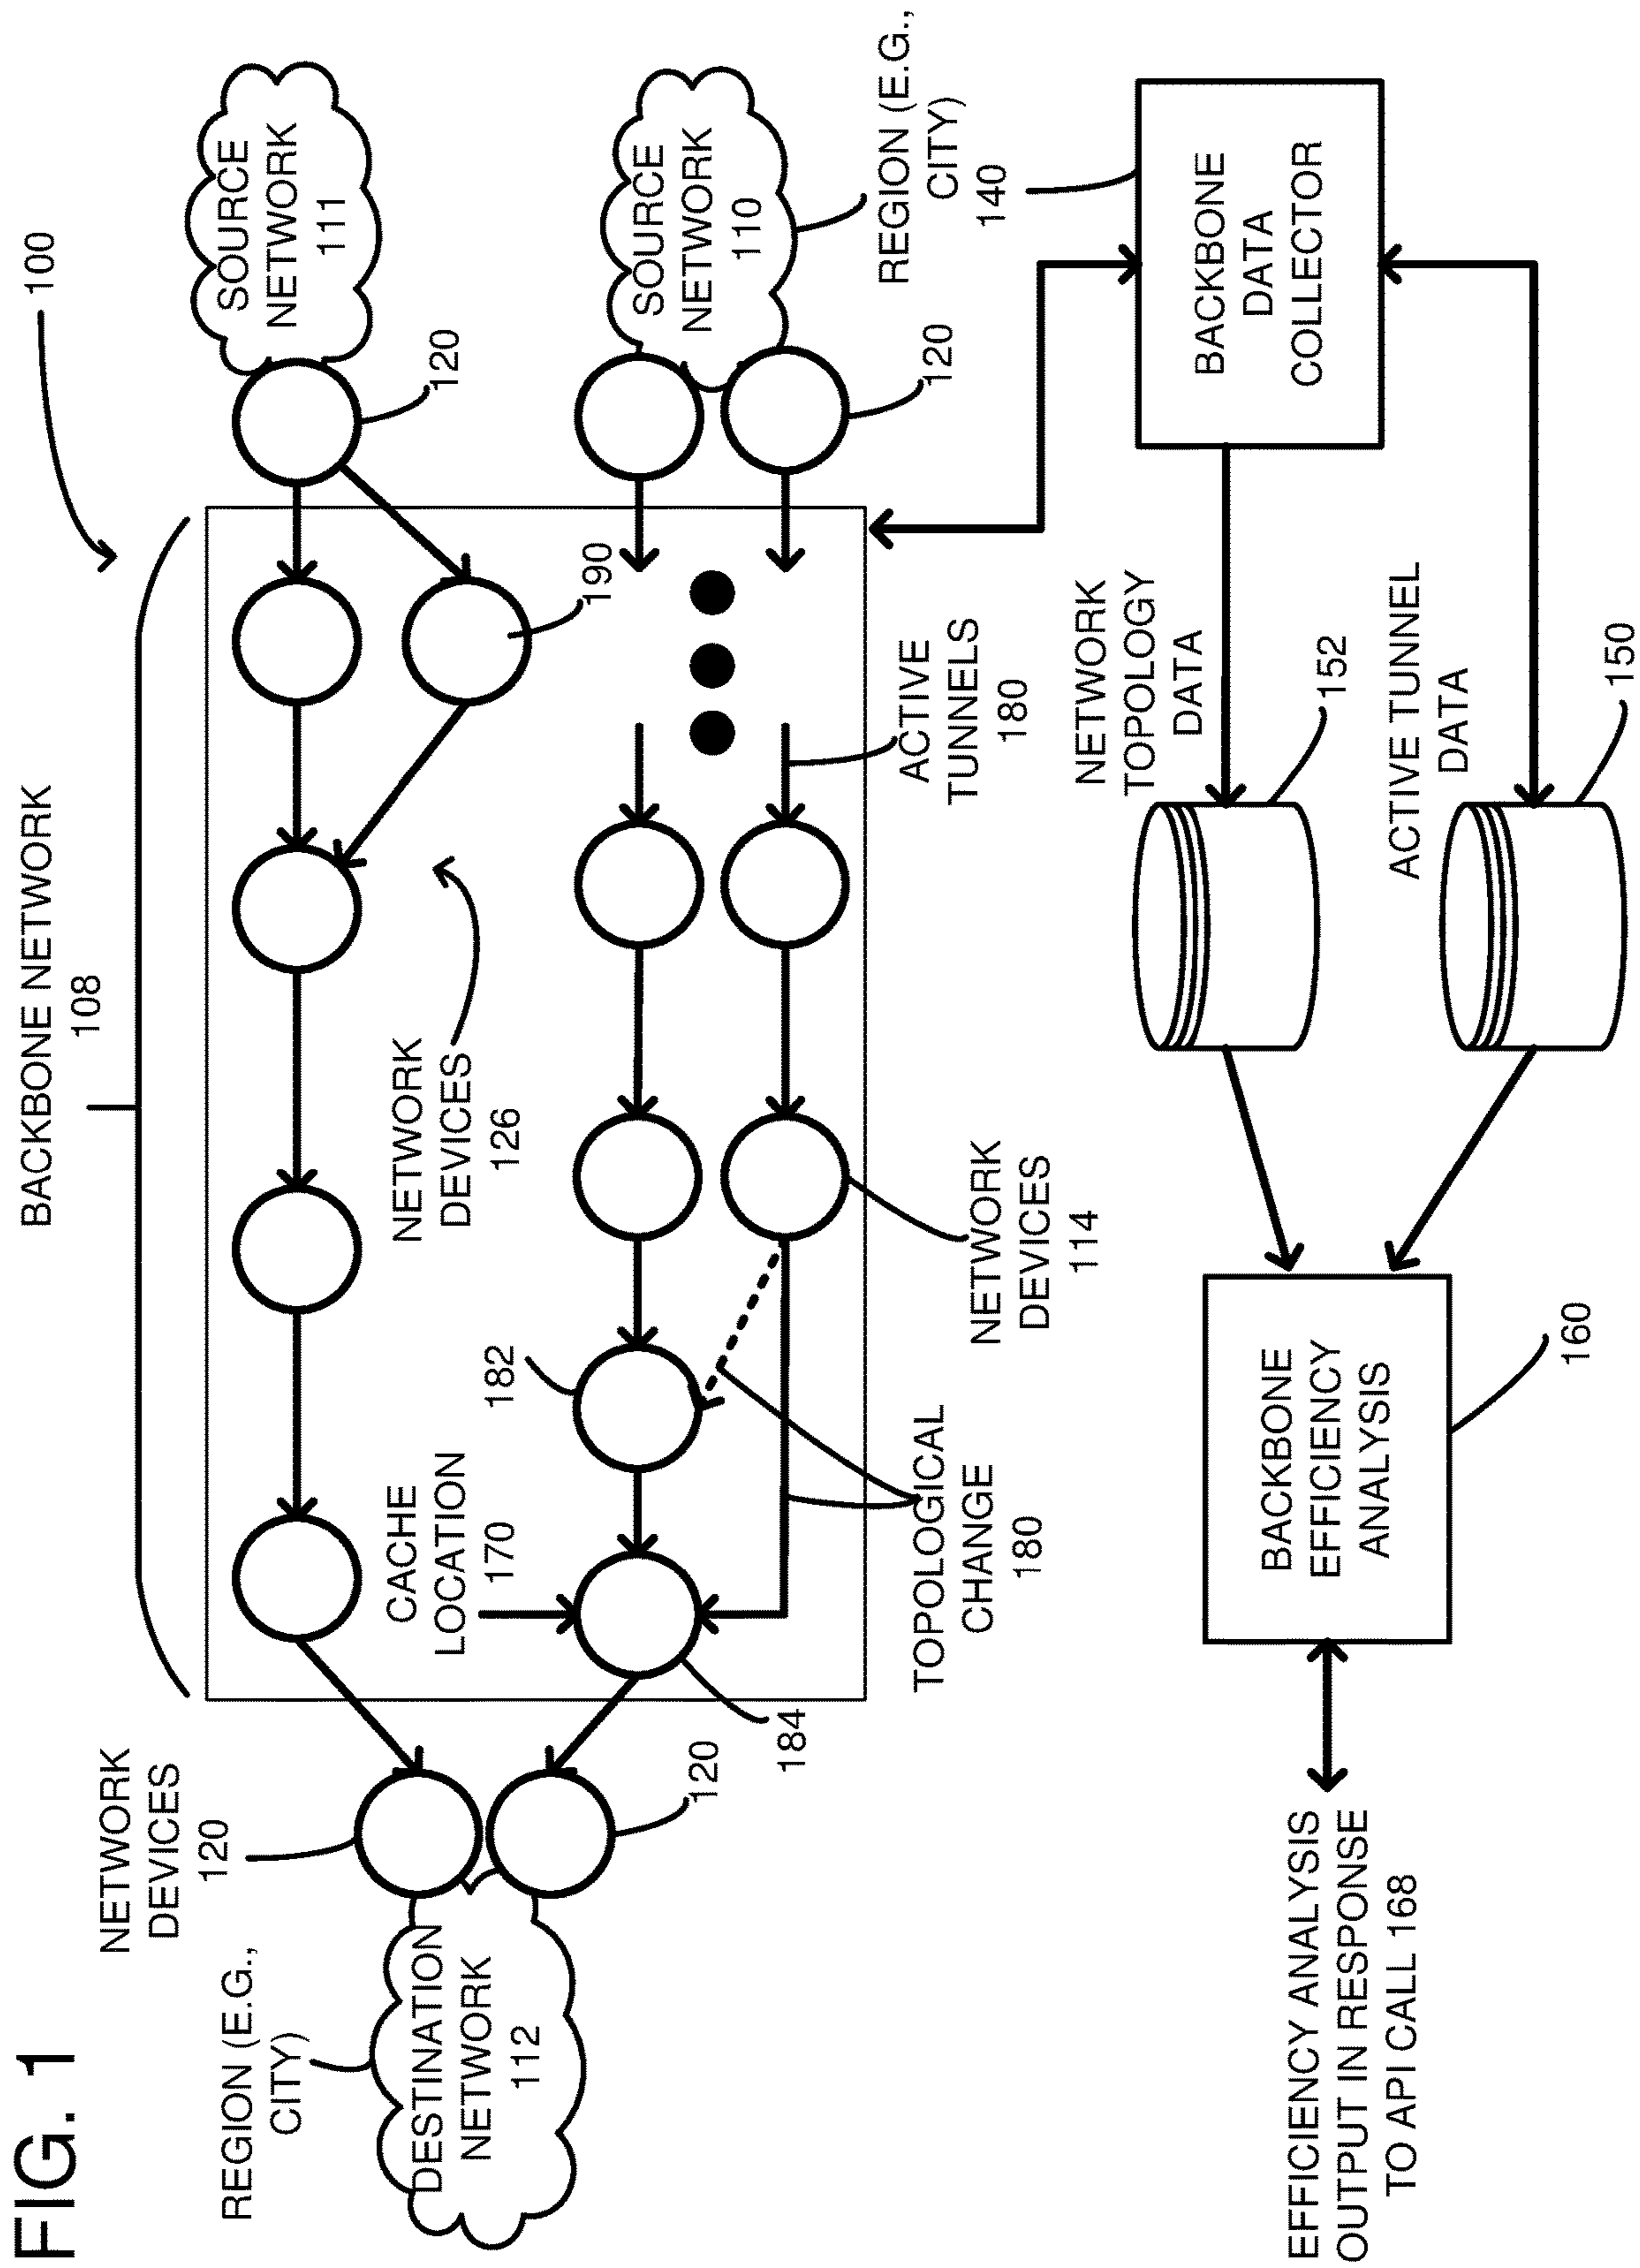 FIG. 1
BACKBONE NETWORK
108
100
NETWORK
DEVICES
120
REGION (E.G.,
CITY)
DESTINATION
NETWORK
112
120
184
CACHE
LOCATION
170
182
NETWORK
DEVICES
126
190
120
SOURCE
NETWORK
111
SOURCE
NETWORK
110
120
REGION (E.G.,
CITY)
140
TOPOLOGICAL
CHANGE
180
NETWORK
DEVICES
114
ACTIVE
TUNNELS
180
NETWORK
TOPOLOGY
DATA
152
ACTIVE TUNNEL
DATA
150
BACKBONE
DATA
COLLECTOR
BACKBONE
EFFICIENCY
ANALYSIS
160
EFFICIENCY ANALYSIS
OUTPUT IN RESPONSE
TO API CALL 168